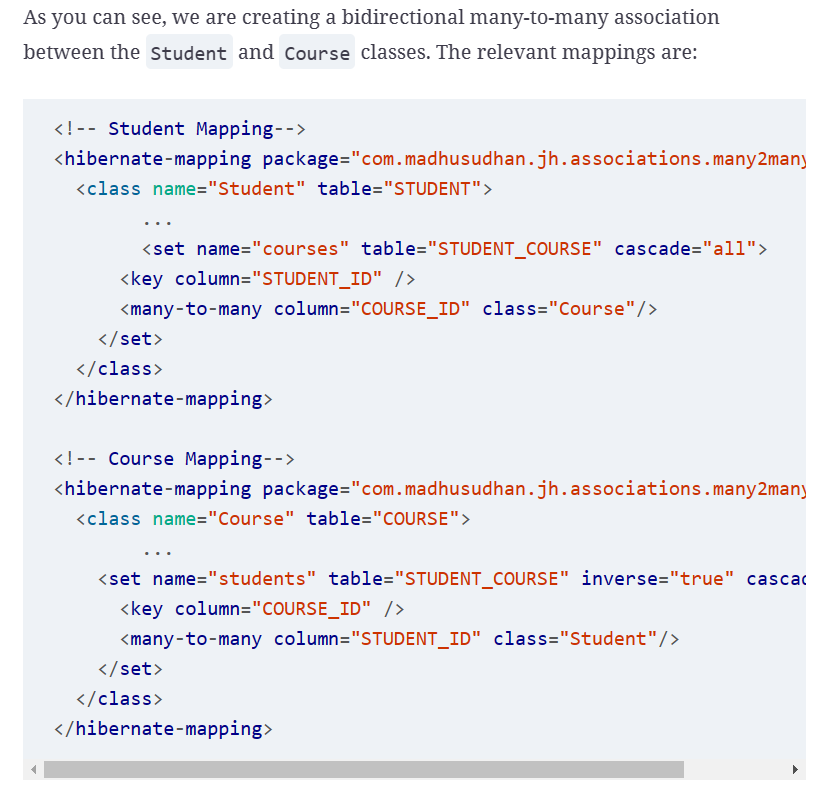 As you can see, we are creating a bidirectional many-to-many association
between the Student and Course classes. The relevant mappings are:
<!-- Student Mapping-->
<hibernate-mapping package="com.madhusudhan.jh.associations.many2many
<class name="Student" table="STUDENT">
...
<set name="courses" table="STUDENT_COURSE" cascade="all">
<key column="STUDENT_ID" />
<many-to-many column="COURSE_ID" class="Course"/>
</set>
</class>
</hibernate-mapping>
<!-- Course Mapping-->
<hibernate-mapping package="com.madhusudhan.jh.associations.many2many
<class name="Course" table="COURSE">
...
<set name="students" table="STUDENT_COURSE" inverse="true" cascad
<key column="COURSE_ID" />
<many-to-many column="STUDENT_ID" class="Student"/>
</set>
</class>
</hibernate-mapping>